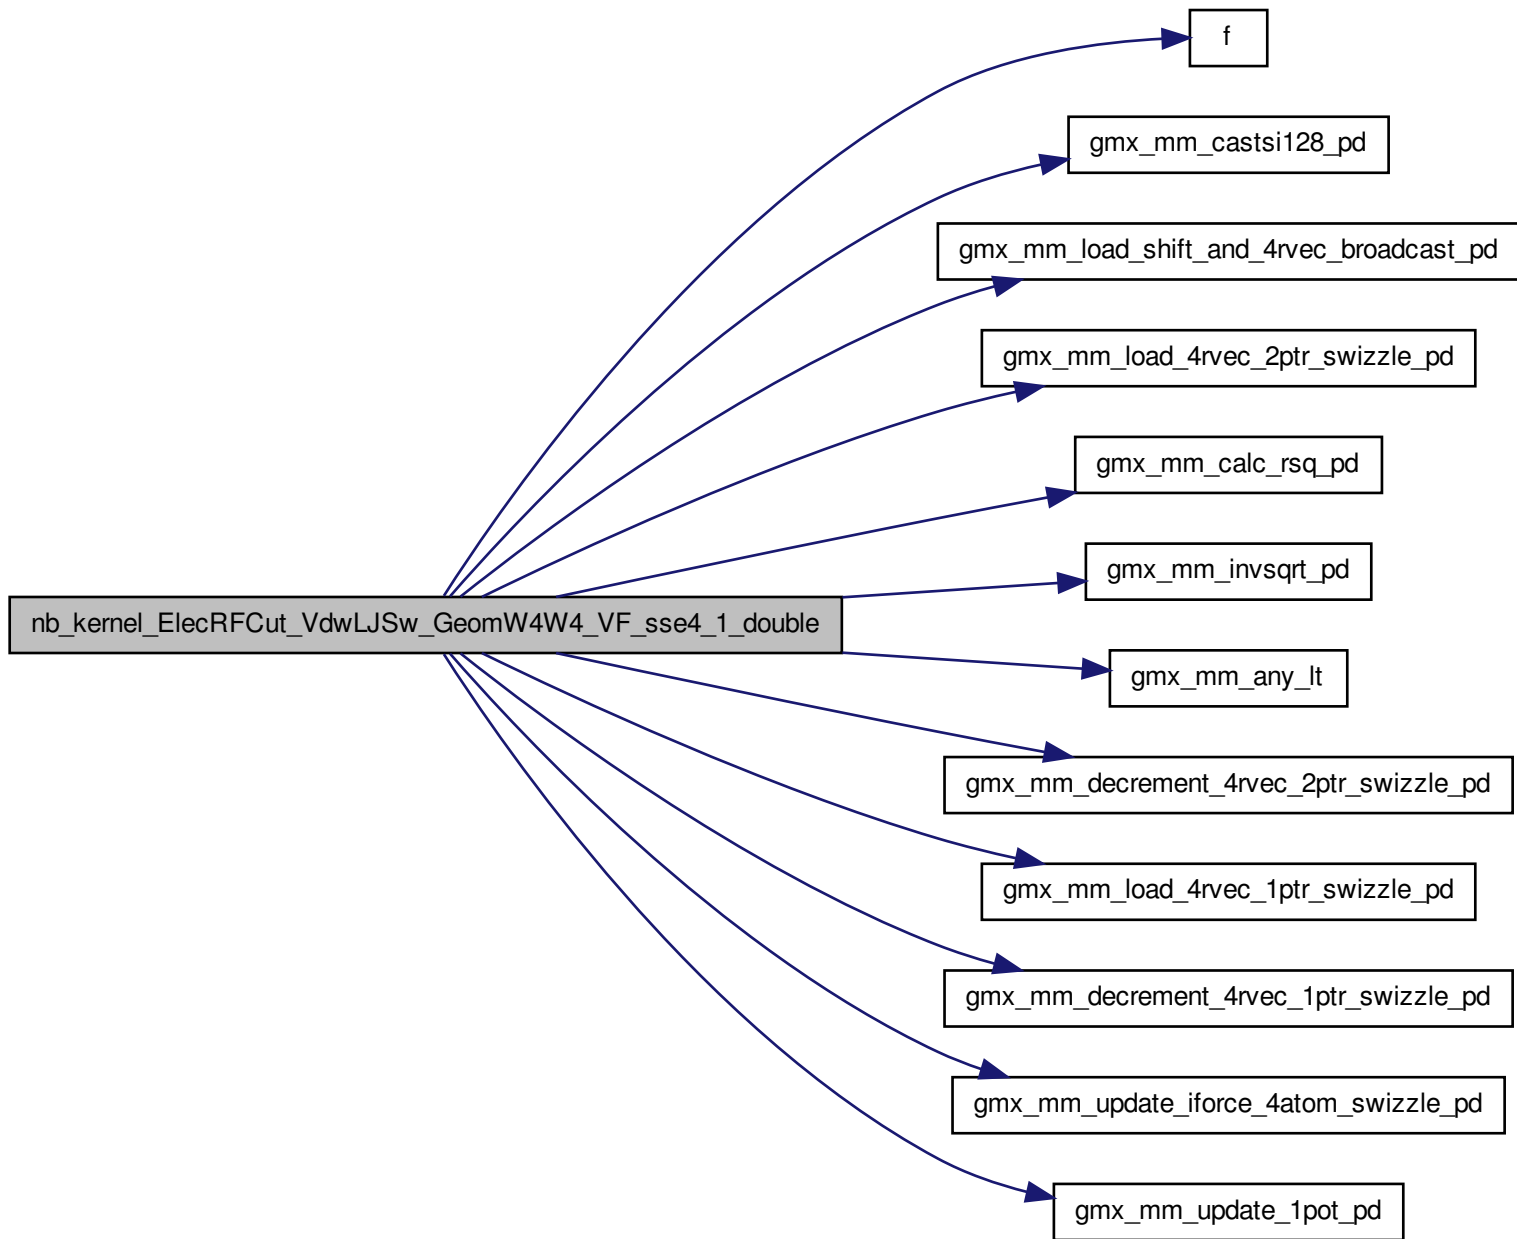 f
gmx_mm_castsi128_pd
gmx_mm_load_shift_and_4rvec_broadcast_pd
gmx_mm_load_4rvec_2ptr_swizzle_pd
gmx_mm_calc_rsq_pd
gmx_mm_invsqrt_pd
nb_kernel_ElecRFCut_VdwLJSw_GeomW4W4_VF_sse4_1_double
gmx_mm_any_lt
gmx_mm_decrement_4rvec_2ptr_swizzle_pd
gmx_mm_load_4rvec_1ptr_swizzle_pd
gmx_mm_decrement_4rvec_1ptr_swizzle_pd
gmx_mm_update_iforce_4atom_swizzle_pd
gmx_mm_update_1pot_pd